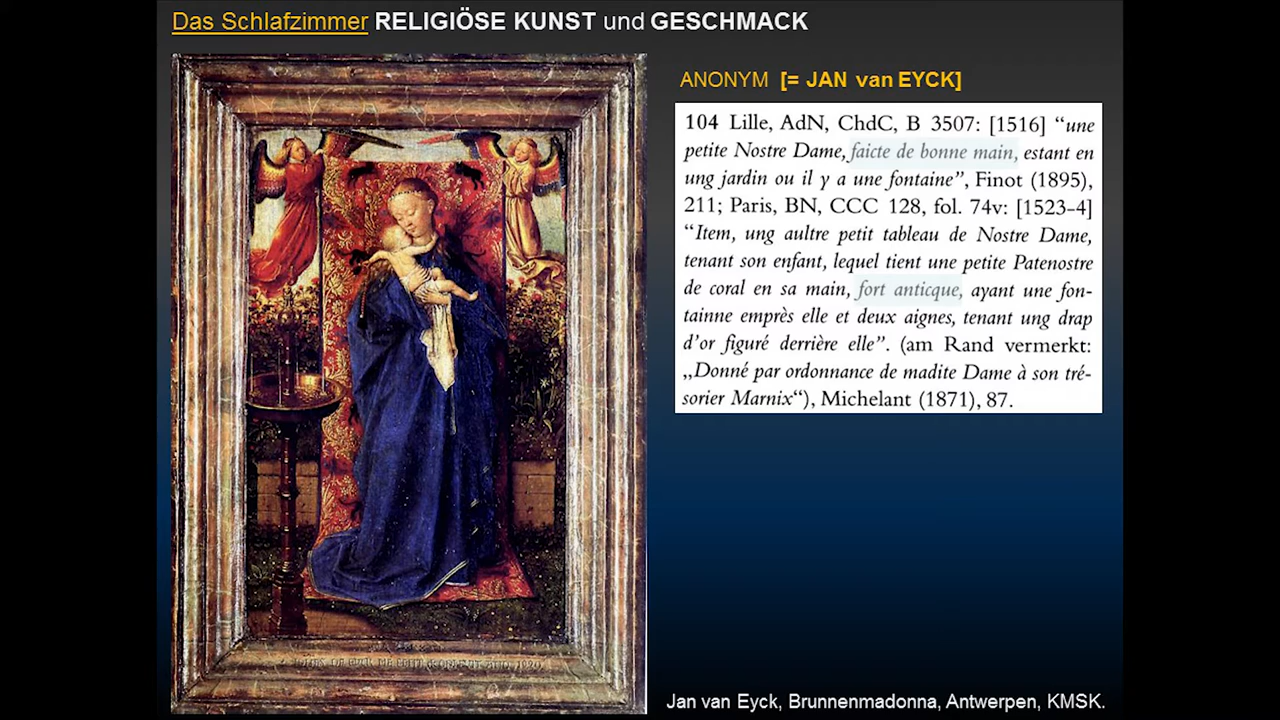 Das Schlafzimmer RELIGIÖSE KUNST und GESCHMACK
ANONYM [= JAN van EYCK]
104 Lille, AdN, ChdC, B 3507: [1516] “une
petite Nostre Dame, faicte de bonne main, estant en
ung jardin ou il y a une fontaine”, Finot (1895),
211; Paris, BN, CCC 128, fol. 74v: [1523-4]
“Item, ung aultre petit tableau de Nostre Dame,
tenant son enfant, lequel tient une petite Patenostre
de coral en sa main, fort anticque, ayant une fon-
tainne emprès elle et deux aignes, tenant ung drap
d’or figuré derrière elle”. (am Rand vermerkt:
„Donné par ordonnance de madite Dame à son tré-
sorier Marnix“), Michelant (1871), 87.
Jan van Eyck, Brunnenmadonna, Antwerpen, KMSK.